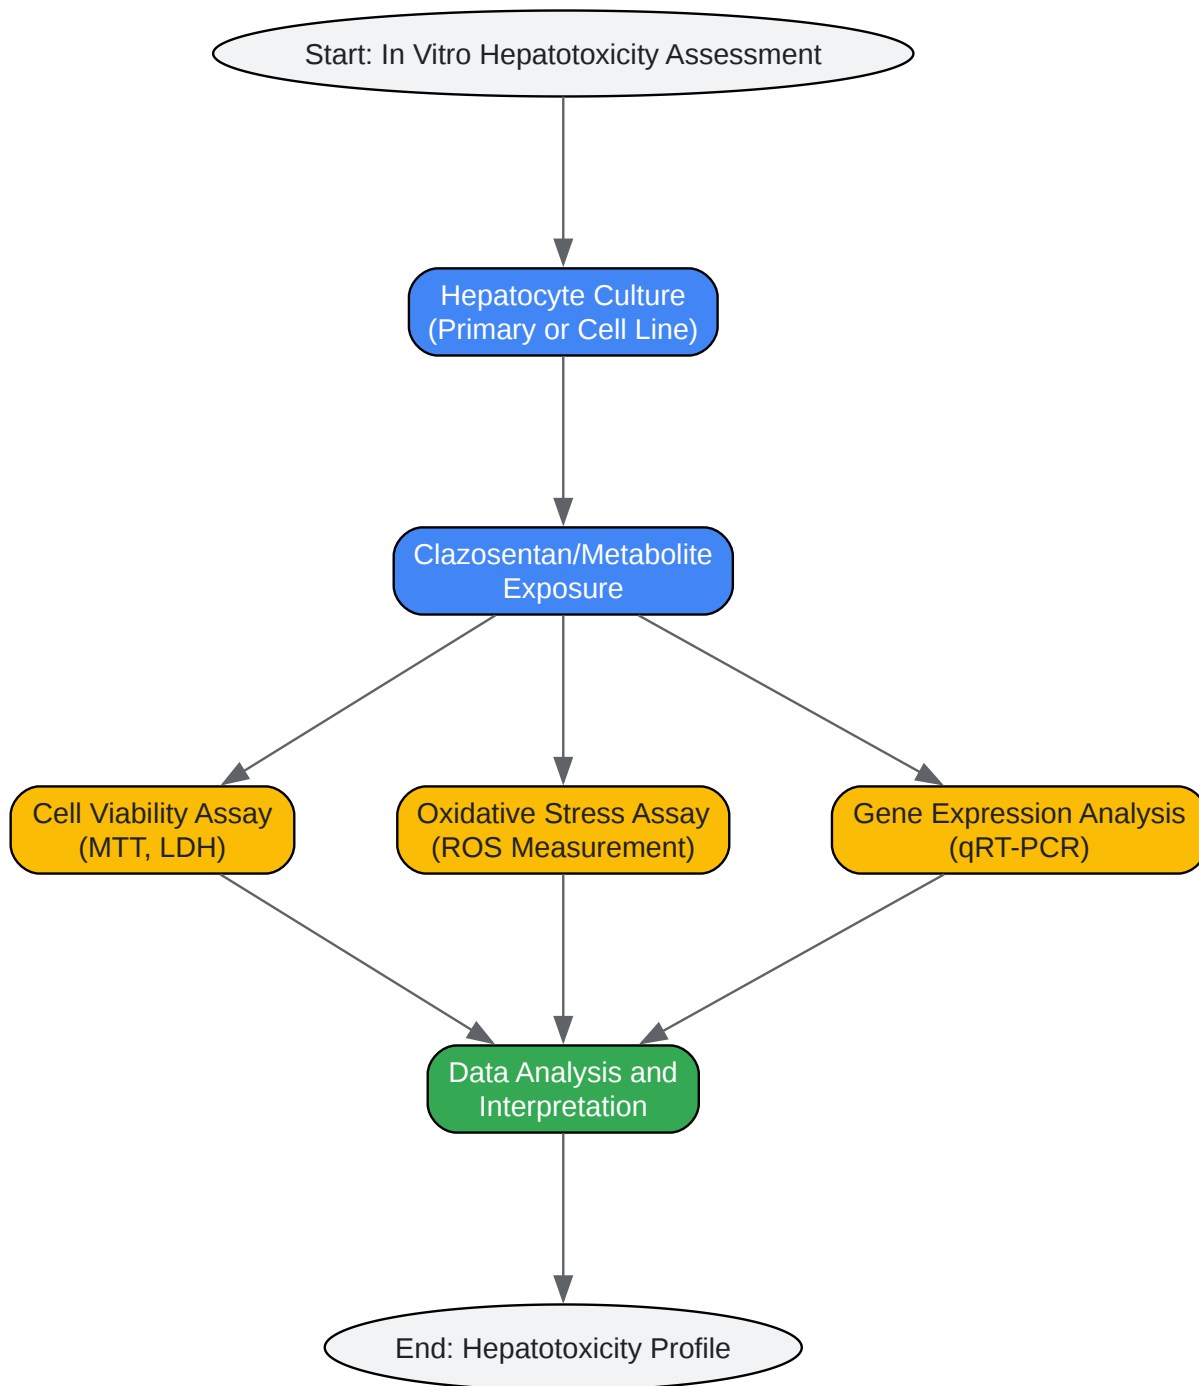 Start: In Vitro Hepatotoxicity Assessment
Hepatocyte Culture
(Primary or Cell Line)
Clazosentan/Metabolite
Exposure
Cell Viability Assay
(MTT, LDH)
Oxidative Stress Assay
(ROS Measurement)
Gene Expression Analysis
(qRT-PCR)
Data Analysis and
Interpretation
End: Hepatotoxicity Profile